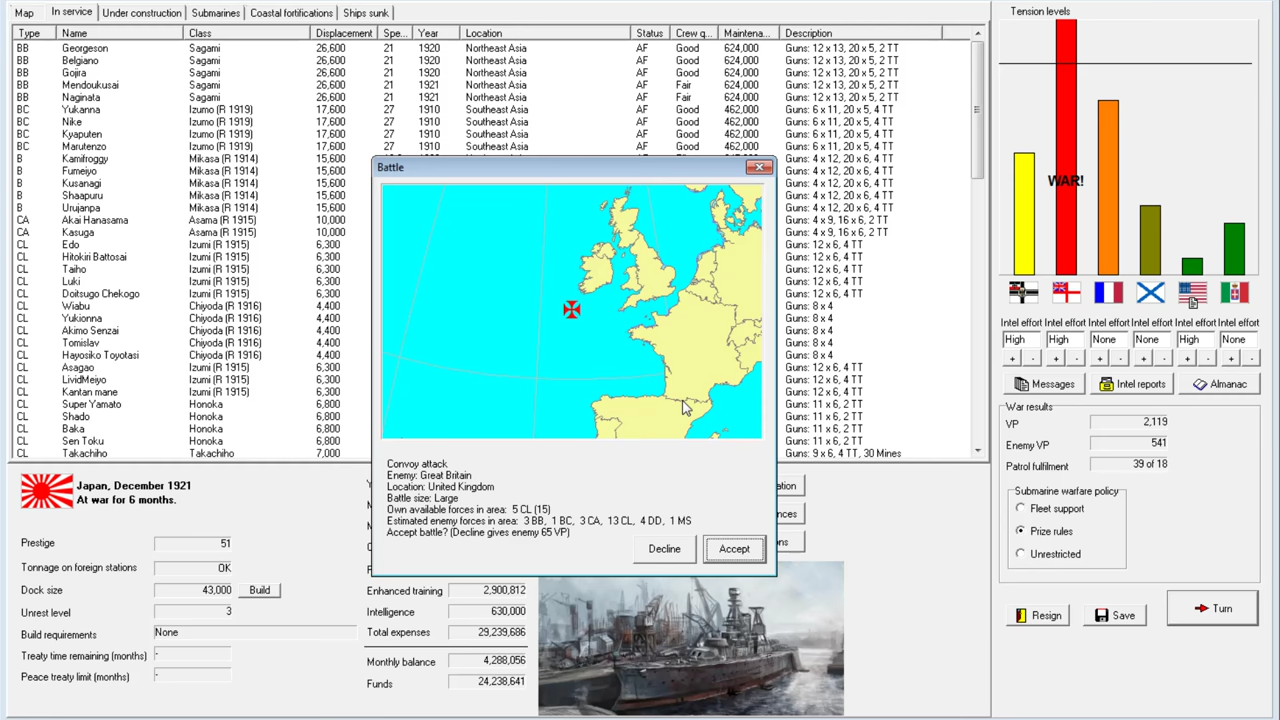 Map In service Under construction Submarines Coastal fortifications Ships sunk
Type Name Class Displacement Spe... Year Location Status Crew q... Maintena... Description
BB Georgeson Sagami 26,600 21 1920 Northeast Asia AF Good 624,000 Guns: 12 x 13, 20 x 5, 2 TT
BB Belgiano Sagami 26,600 21 1920 Northeast Asia AF Good 624,000 Guns: 12 x 13, 20 x 5, 2 TT
BB Gojira Sagami 26,600 21 1920 Northeast Asia AF Good 624,000 Guns: 12 x 13, 20 x 5, 2 TT
BB Mendoukusai Sagami 26,600 21 1921 Northeast Asia AF Fair 624,000 Guns: 12 x 13, 20 x 5, 2 TT
BB Naginata Sagami 26,600 21 1921 Northeast Asia AF Fair 624,000 Guns: 12 x 13, 20 x 5, 2 TT
BC Yukanna Izumo (R 1919) 17,600 27 1910 Southeast Asia AF Good 462,000 Guns: 6 x 11, 20 x 5, 4 TT
BC Nike Izumo (R 1919) 17,600 27 1910 Southeast Asia AF Good 462,000 Guns: 6 x 11, 20 x 5, 4 TT
BC Kyaputen Izumo (R 1919) 17,600 27 1910 Southeast Asia AF Good 462,000 Guns: 6 x 11, 20 x 5, 4 TT
BC Marutenzo Izumo (R 1919) 17,600 27 1910 Southeast Asia AF Good 462,000 Guns: 6 x 11, 20 x 5, 4 TT
B Kamifroggy Mikasa (R 1914) 15,600 Guns: 4 x 12, 20 x 6, 2 TT
B Fumeiyo Mikasa (R 1914) 15,600 Guns: 4 x 12, 20 x 6, 2 TT
B Kusanagi Mikasa (R 1914) 15,600 Guns: 4 x 12, 20 x 6, 2 TT
B Shaapuru Mikasa (R 1914) 15,600 Guns: 4 x 12, 20 x 6, 2 TT
B Urujanpa Mikasa (R 1914) 15,600 Guns: 4 x 12, 20 x 6, 2 TT
CA Akai Hanasama Asama (R 1915) 10,000 Guns: 4 x 9, 16 x 6, 2 TT
CA Kasuga Asama (R 1915) 10,000 Guns: 4 x 9, 16 x 6, 2 TT
CL Edo Izumi (R 1915) 6,300 Guns: 12 x 6, 4 TT
CL Hitokiri Battosai Izumi (R 1915) 6,300 Guns: 12 x 6, 4 TT
CL Taiho Izumi (R 1915) 6,300 Guns: 12 x 6, 4 TT
CL Luki Izumi (R 1915) 6,300 Guns: 12 x 6, 4 TT
CL Doitsugo Chekogo Izumi (R 1915) 6,300 Guns: 12 x 6, 4 TT
CL Wiabu Chiyoda (R 1916) 4,400 Guns: 8 x 4
CL Yukionna Chiyoda (R 1916) 4,400 Guns: 8 x 4
CL Akimo Senzai Chiyoda (R 1916) 4,400 Guns: 8 x 4
CL Tomislav Chiyoda (R 1916) 4,400 Guns: 8 x 4
CL Hayosiko Toyotasi Chiyoda (R 1916) 4,400 Guns: 8 x 4
CL Asagao Izumi (R 1915) 6,300 Guns: 12 x 6, 4 TT
CL LividMeiyo Izumi (R 1915) 6,300 Guns: 12 x 6, 4 TT
CL Kantan mane Izumi (R 1915) 6,300 Guns: 12 x 6, 4 TT
CL Super Yamato Honoka 6,800 Guns: 11 x 6, 2 TT
CL Shado Honoka 6,800 Guns: 11 x 6, 2 TT
CL Baka Honoka 6,800 Guns: 11 x 6, 2 TT
CL Sen Toku Honoka 6,800 Guns: 11 x 6, 2 TT
CL Takachiho Takachiho 7,000 Guns: 9 x 6, 4 TT, 30 Mines
Battle
Convoy attack
Enemy: Great Britain
Location: United Kingdom
Battle size: Large
Own available forces in area: 5 CL (15)
Estimated enemy forces in area: 3 BB, 1 BC, 3 CA, 13 CL, 4 DD, 1 MS
Accept battle? (Decline gives enemy 65 VP)
Decline Accept
Japan, December 1921
At war for 6 months.
Prestige 51
Tonnage on foreign stations OK
Dock size 43,000 Build
Unrest level 3
Build requirements None
Treaty time remaining (months) -
Peace treaty limit (months) -
Enhanced training 2,900,812
Intelligence 630,000
Total expenses 29,239,686
Monthly balance 4,288,056
Funds 24,238,641
Tension levels
WAR!
Intel effort Intel effort Intel effort Intel effort Intel effort Intel effort
High High None None High None
+ - + - + - + - + - + -
Messages Intel reports Almanac
War results
VP 2,119
Enemy VP 541
Patrol fulfilment 39 of 18
Submarine warfare policy
Fleet support
Prize rules
Unrestricted
Resign Save Turn